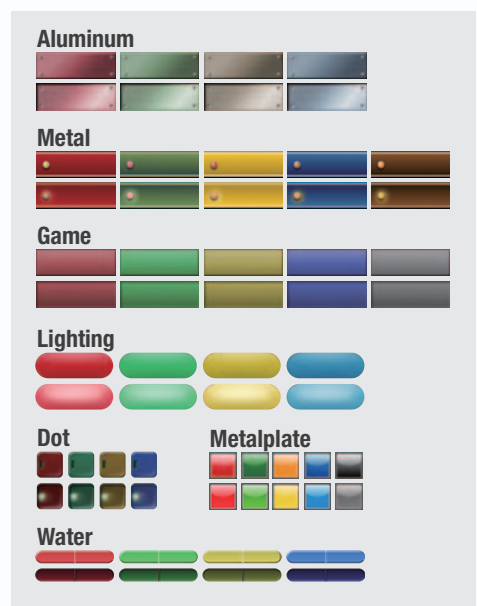 Aluminum
Metal
Game
Lighting
Dot
Metalplate
Water